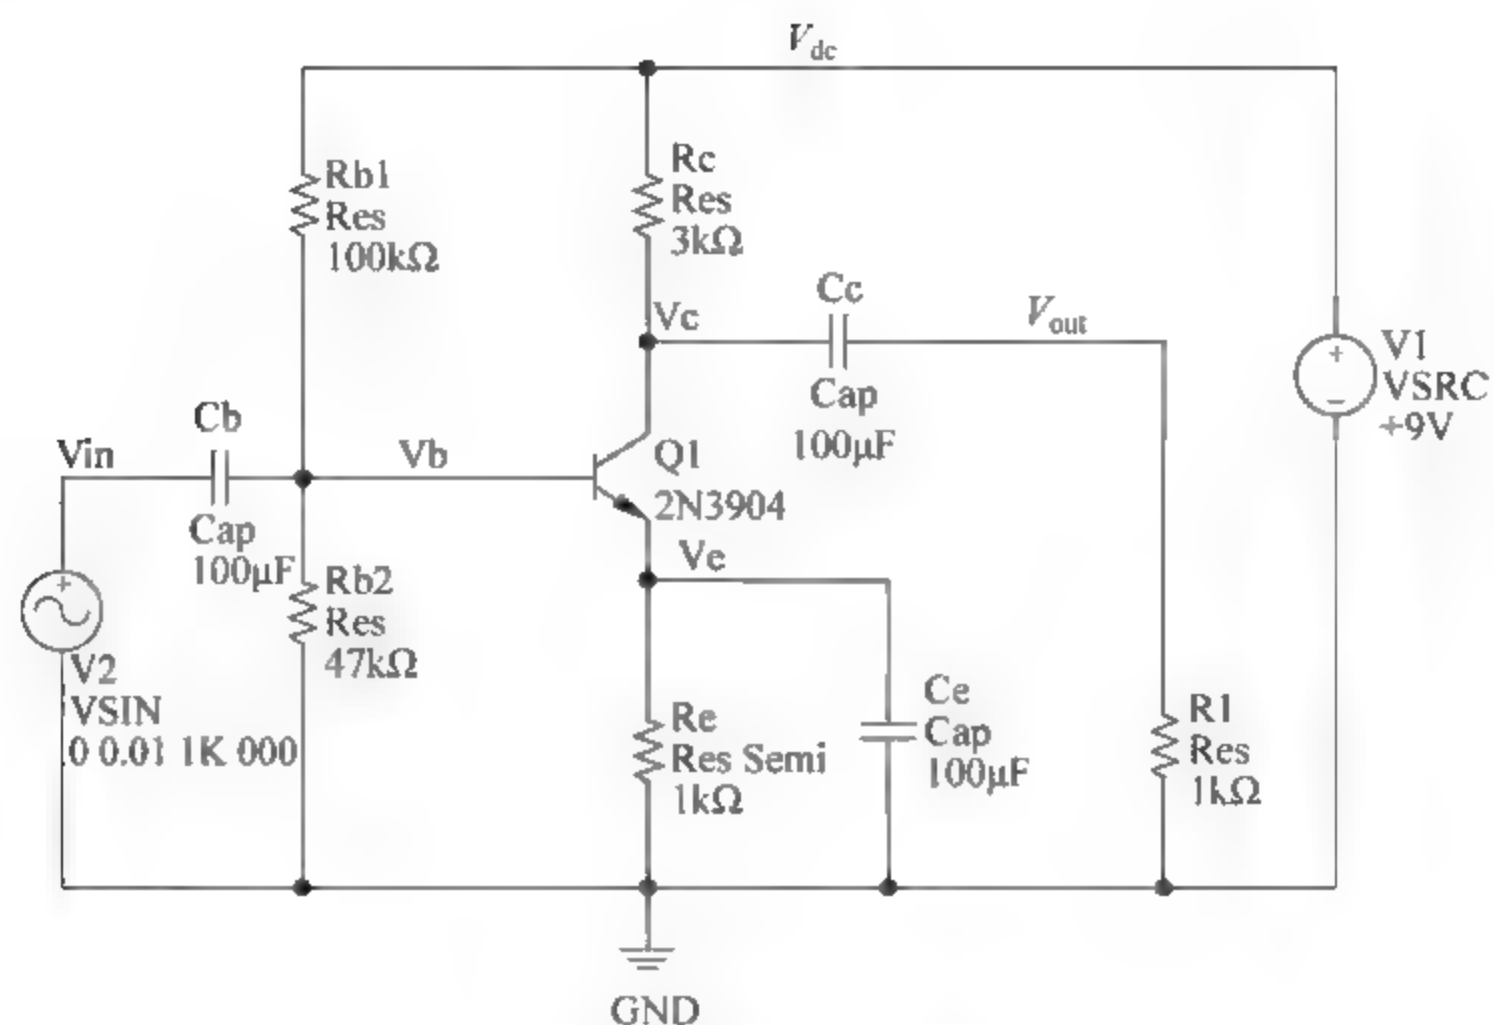 Vdc
Rb1
Res
100kΩ
Rc
Res
3kΩ
Vc
Cc
Cap
100μF
Vout
+
−
V1
VSRC
+9V
Vin
Cb
Cap
100μF
Vb
Q1
2N3904
Ve
+
V2
VSIN
0 0.01 1K 000
Rb2
Res
47kΩ
Re
Res Semi
1kΩ
Ce
Cap
100μF
R1
Res
1kΩ
GND